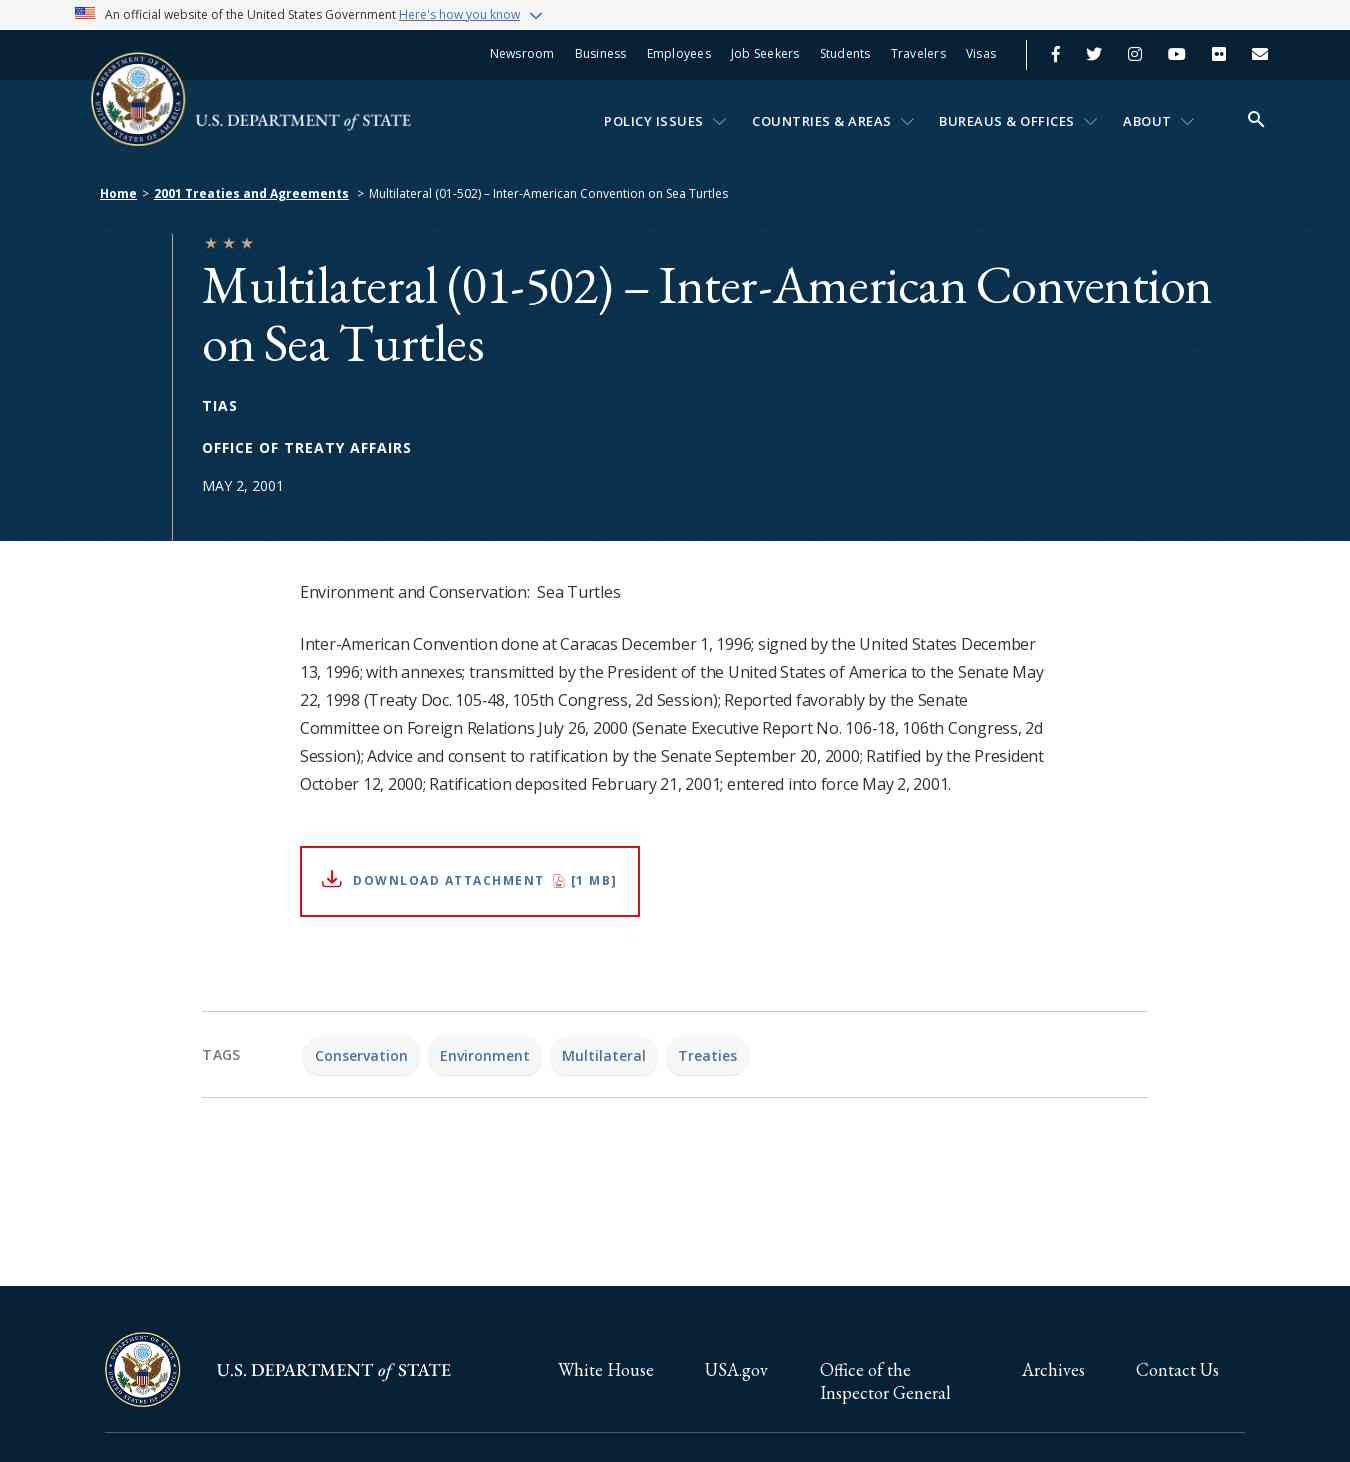 An official website of the United States Government Here's how you know
Newsroom Business Employees Job Seekers Students Travelers Visas
U.S. DEPARTMENT of STATE
POLICY ISSUES COUNTRIES & AREAS BUREAUS & OFFICES ABOUT
Home > 2001 Treaties and Agreements > Multilateral (01-502) – Inter-American Convention on Sea Turtles
Multilateral (01-502) – Inter-American Convention
on Sea Turtles
TIAS
OFFICE OF TREATY AFFAIRS
MAY 2, 2001
Environment and Conservation:  Sea Turtles
Inter-American Convention done at Caracas December 1, 1996; signed by the United States December
13, 1996; with annexes; transmitted by the President of the United States of America to the Senate May
22, 1998 (Treaty Doc. 105-48, 105th Congress, 2d Session); Reported favorably by the Senate
Committee on Foreign Relations July 26, 2000 (Senate Executive Report No. 106-18, 106th Congress, 2d
Session); Advice and consent to ratification by the Senate September 20, 2000; Ratified by the President
October 12, 2000; Ratification deposited February 21, 2001; entered into force May 2, 2001.
DOWNLOAD ATTACHMENT [1 MB]
TAGS Conservation Environment Multilateral Treaties
U.S. DEPARTMENT of STATE
White House USA.gov Office of the Archives Contact Us
Inspector General